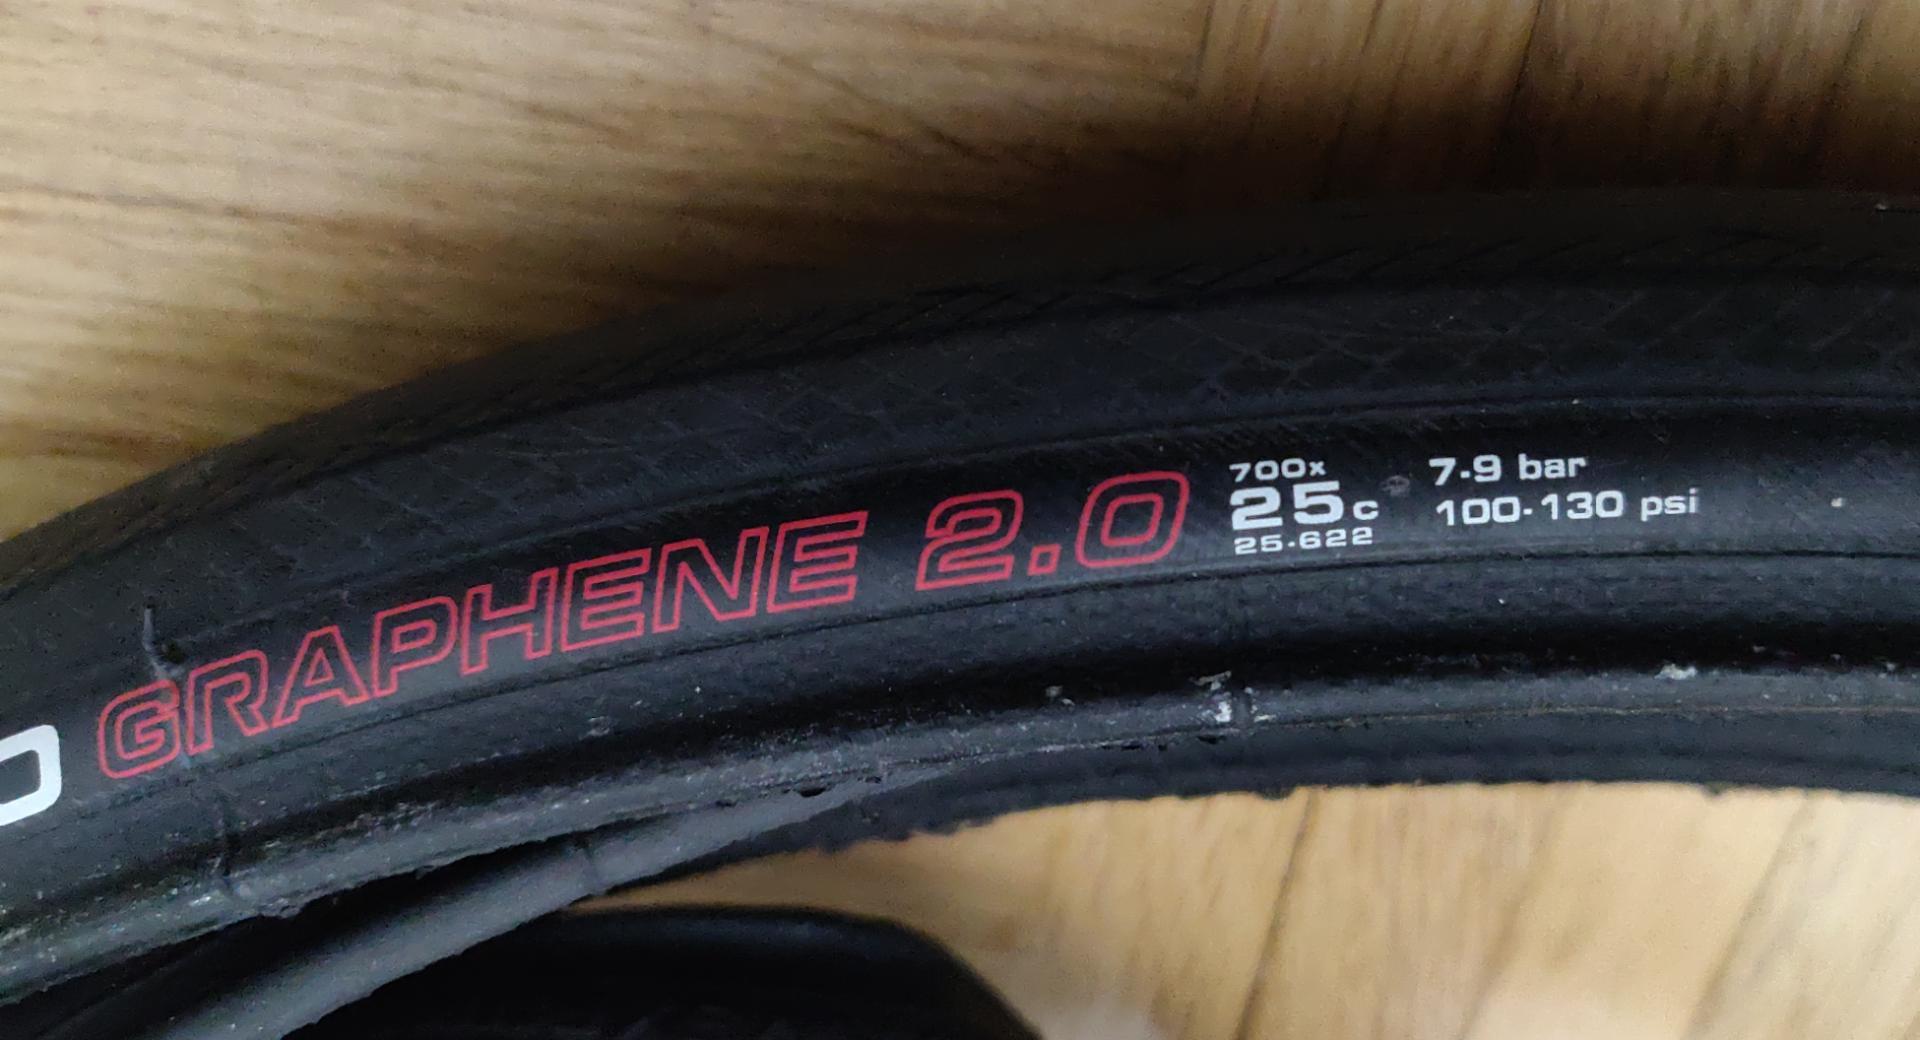 GRAPHENE 2.0
700x
25c
25-622
7-9 bar
100-130 psi